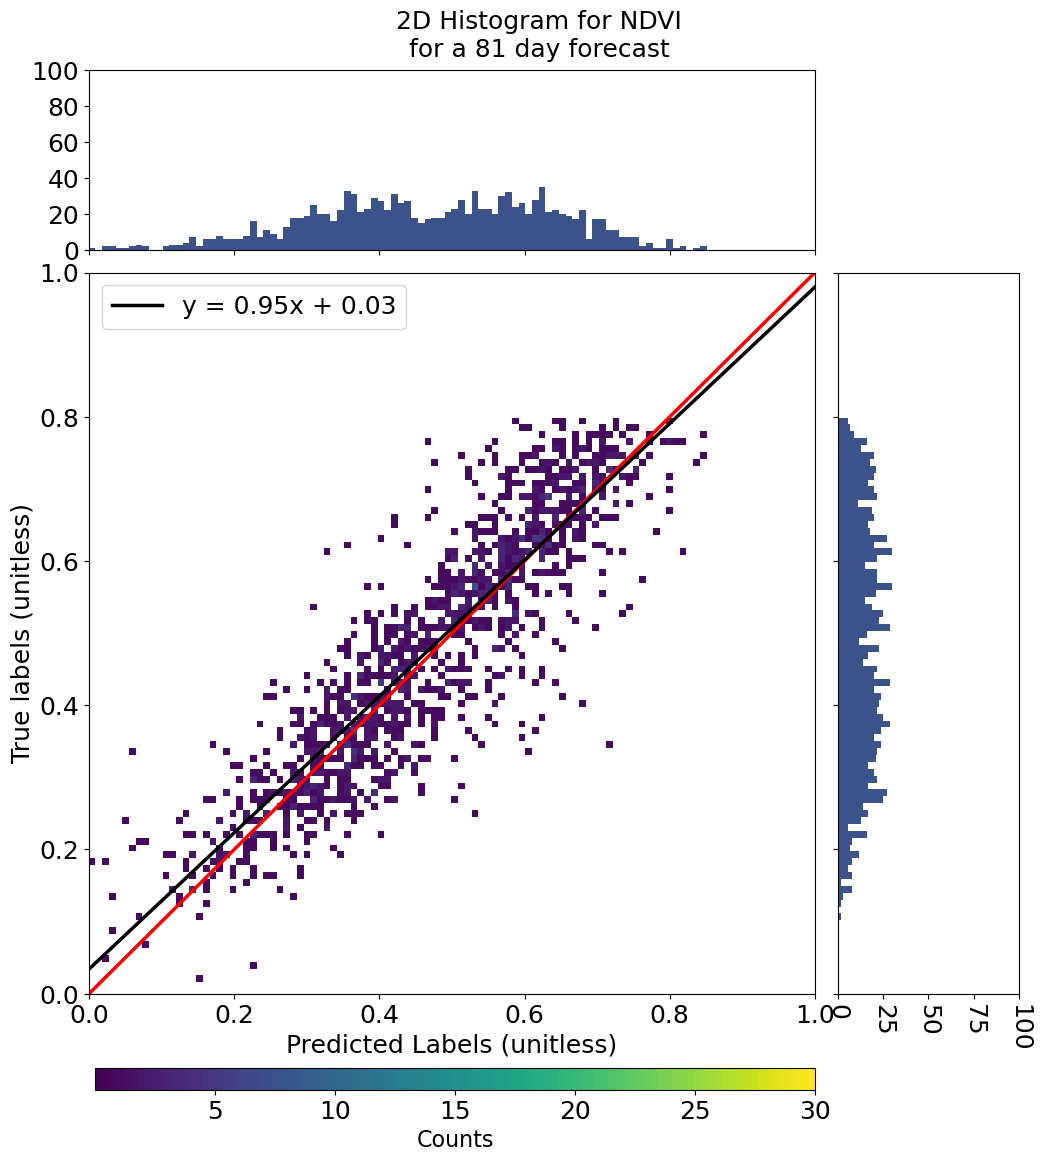 2D Histogram for NDVI
for a 81 day forecast
100
80
60
40
20
0
1.0
0.8
0.6
0.4
0.2
0.0
True labels (unitless)
y = 0.95x + 0.03
0.0 0.2 0.4 0.6 0.8 1.0
Predicted Labels (unitless)
0 25 50 75 100
5 10 15 20 25 30
Counts